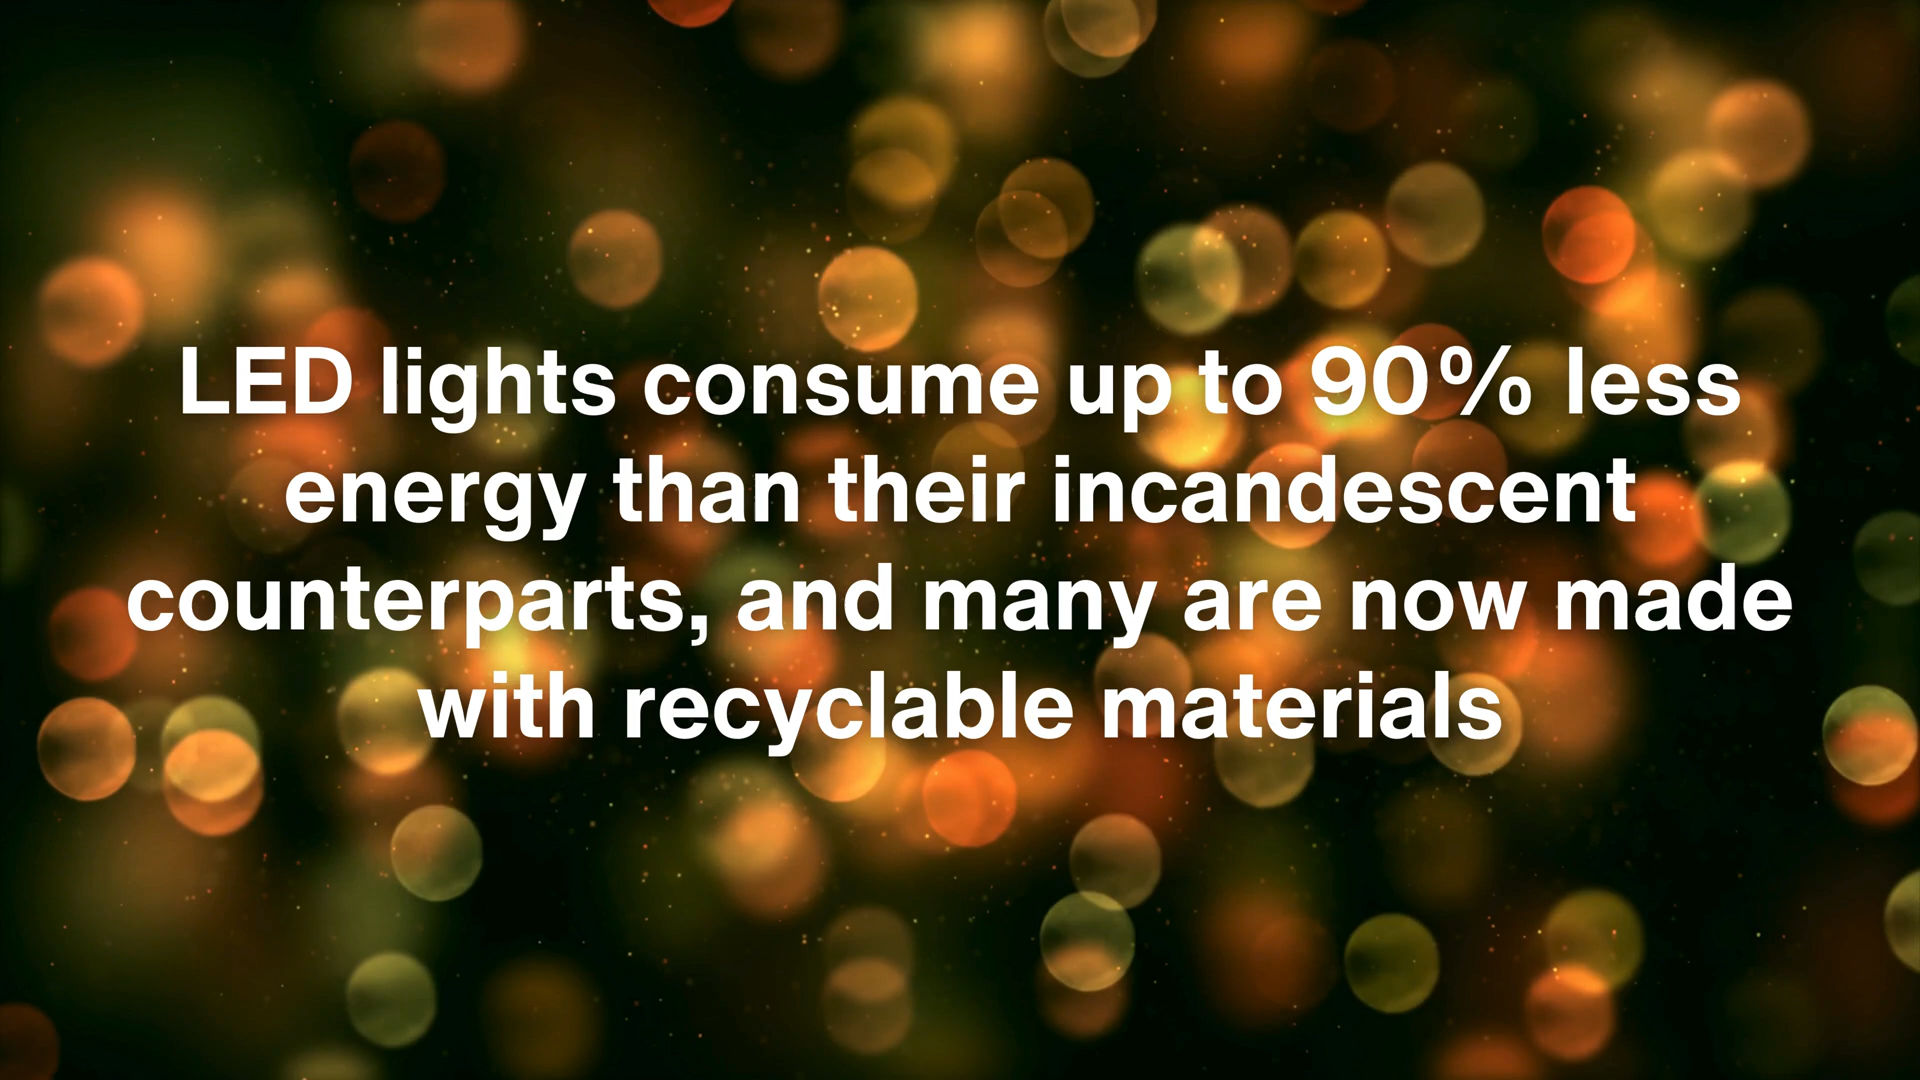 LED lights consume up to 90% less
energy than their incandescent
counterparts, and many are now made
with recyclable materials